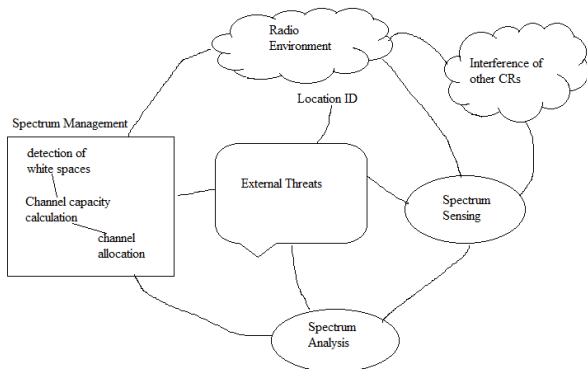 Radio
Environment
Interference of
other CRs
Location ID
Spectrum Management
detection of
white spaces
Channel capacity
calculation
channel
allocation
External Threats
Spectrum
Sensing
Spectrum
Analysis